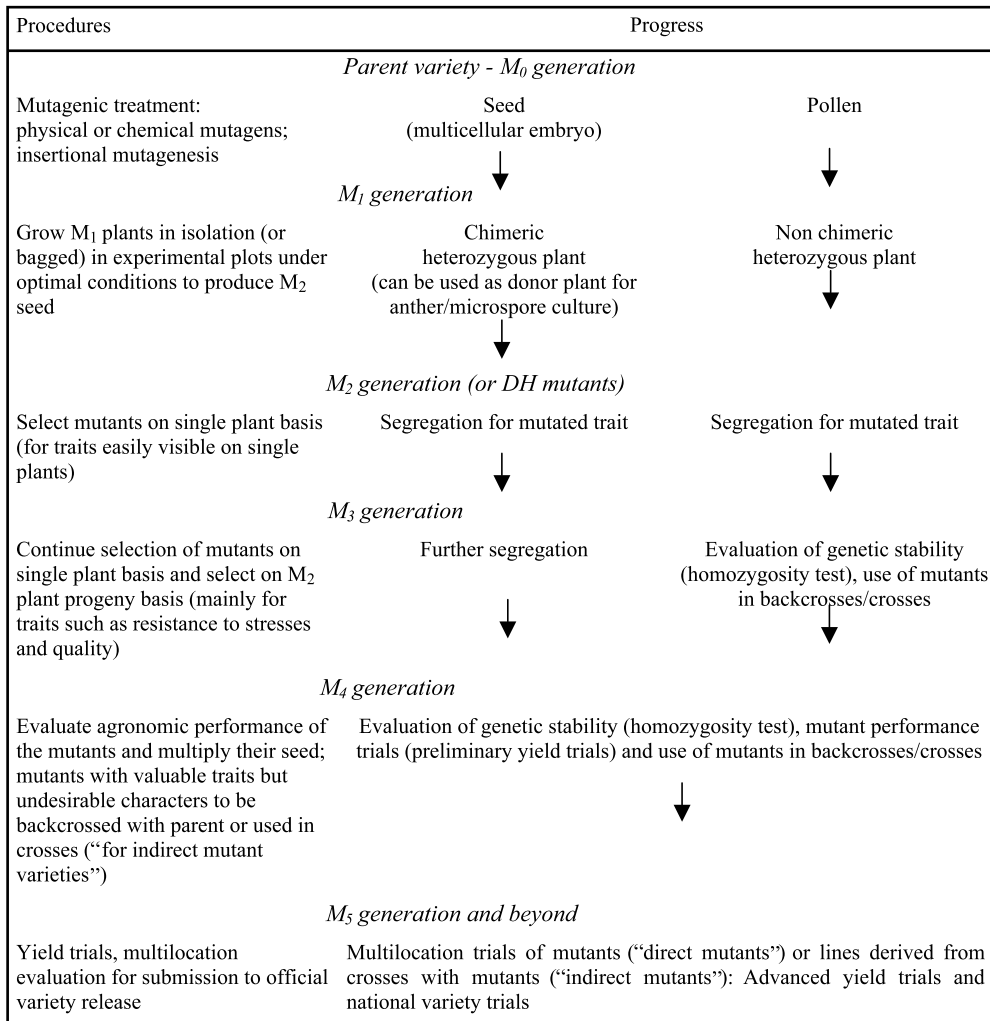 Procedures
Progress
Parent variety - M0 generation
Mutagenic treatment:
physical or chemical mutagens;
insertional mutagenesis
Seed
(multicellular embryo)
Pollen
M1 generation
Grow M1 plants in isolation (or
bagged) in experimental plots under
optimal conditions to produce M2
seed
Chimeric
heterozygous plant
(can be used as donor plant for
anther/microspore culture)
Non chimeric
heterozygous plant
M2 generation (or DH mutants)
Select mutants on single plant basis
(for traits easily visible on single
plants)
Segregation for mutated trait
Segregation for mutated trait
M3 generation
Continue selection of mutants on
single plant basis and select on M2
plant progeny basis (mainly for
traits such as resistance to stresses
and quality)
Further segregation
Evaluation of genetic stability
(homozygosity test), use of mutants
in backcrosses/crosses
M4 generation
Evaluate agronomic performance of
the mutants and multiply their seed;
mutants with valuable traits but
undesirable characters to be
backcrossed with parent or used in
crosses (“for indirect mutant
varieties”)
Evaluation of genetic stability (homozygosity test), mutant performance
trials (preliminary yield trials) and use of mutants in backcrosses/crosses
M5 generation and beyond
Yield trials, multilocation
evaluation for submission to official
variety release
Multilocation trials of mutants (“direct mutants”) or lines derived from
crosses with mutants (“indirect mutants”): Advanced yield trials and
national variety trials